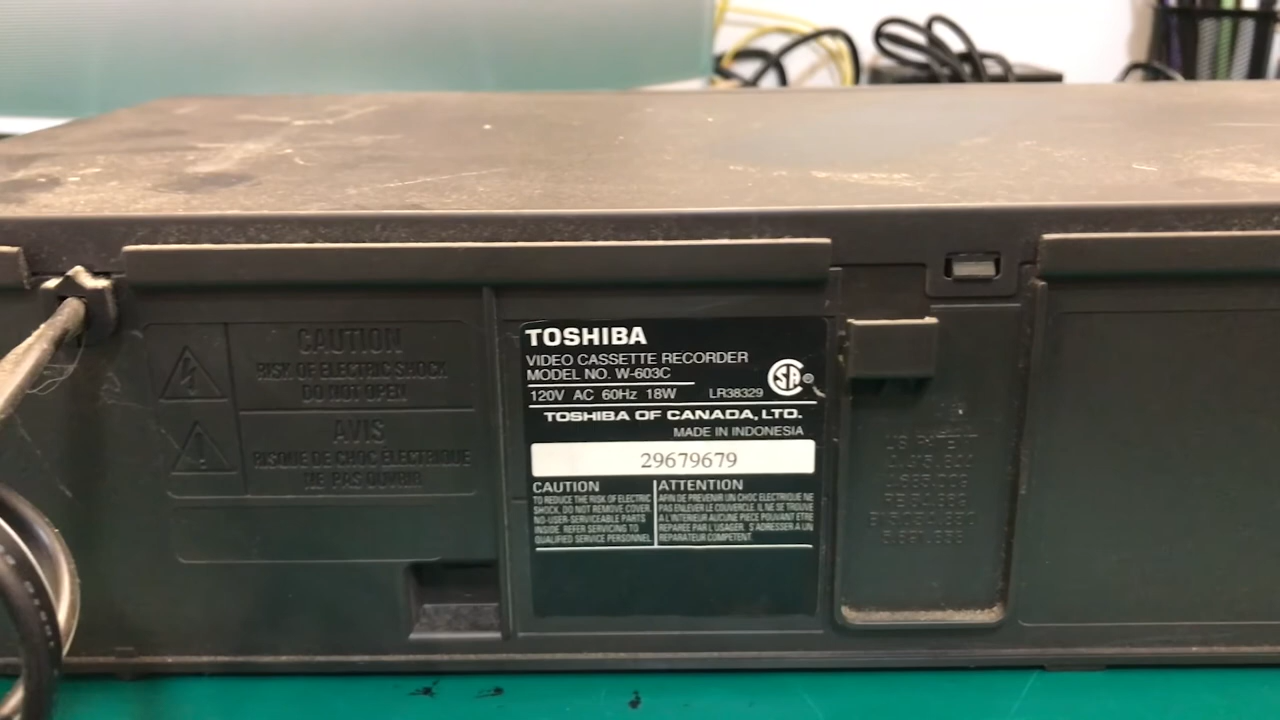 CAUTION
RISK OF ELECTRIC SHOCK
DO NOT OPEN
AVIS
RISQUE DE CHOC ELECTRIQUE
NE PAS OUVRIR
TOSHIBA
VIDEO CASSETTE RECORDER
MODEL NO. W-603C
120V AC 60Hz 18W LR38329
TOSHIBA OF CANADA, LTD.
MADE IN INDONESIA
29679679
CAUTION
TO REDUCE THE RISK OF ELECTRIC
SHOCK, DO NOT REMOVE COVER.
NO-USER-SERVICEABLE PARTS
INSIDE. REFER SERVICING TO
QUALIFIED SERVICE PERSONNEL.
ATTENTION
AFIN DE PREVENIR UN CHOC ELECTRIQUE NE
PAS ENLEVER LE COUVERCLE. IL NE SE TROUVE
A L'INTERIEUR AUCUNE PIECE POUVANT ETRE
REPAREE PAR L'USAGER. S'ADRESSER A UN
REPARATEUR COMPETENT.
US PATENT